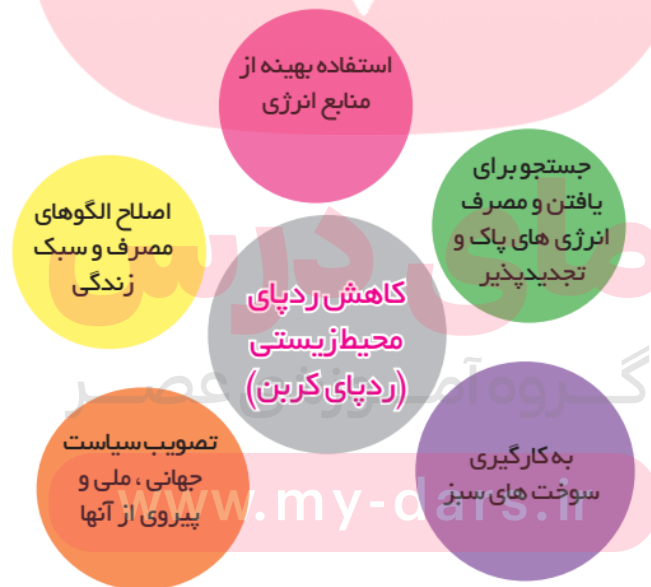 استفاده بهینه از
منابع انرژی
جستجو برای
یافتن و مصرف
انرژی های پاک و
تجدیدپذیر
اصلاح الگوهای
مصرف و سبک
زندگی
کاهش ردپای
محیط‌زیستی
(ردپای کربن)
به‌کارگیری
سوخت های سبز
تصویب سیاست
جهانی ، ملی و
پیروی از آنها
مای درس
گروه آموزشی عصر
www.my-dars.ir